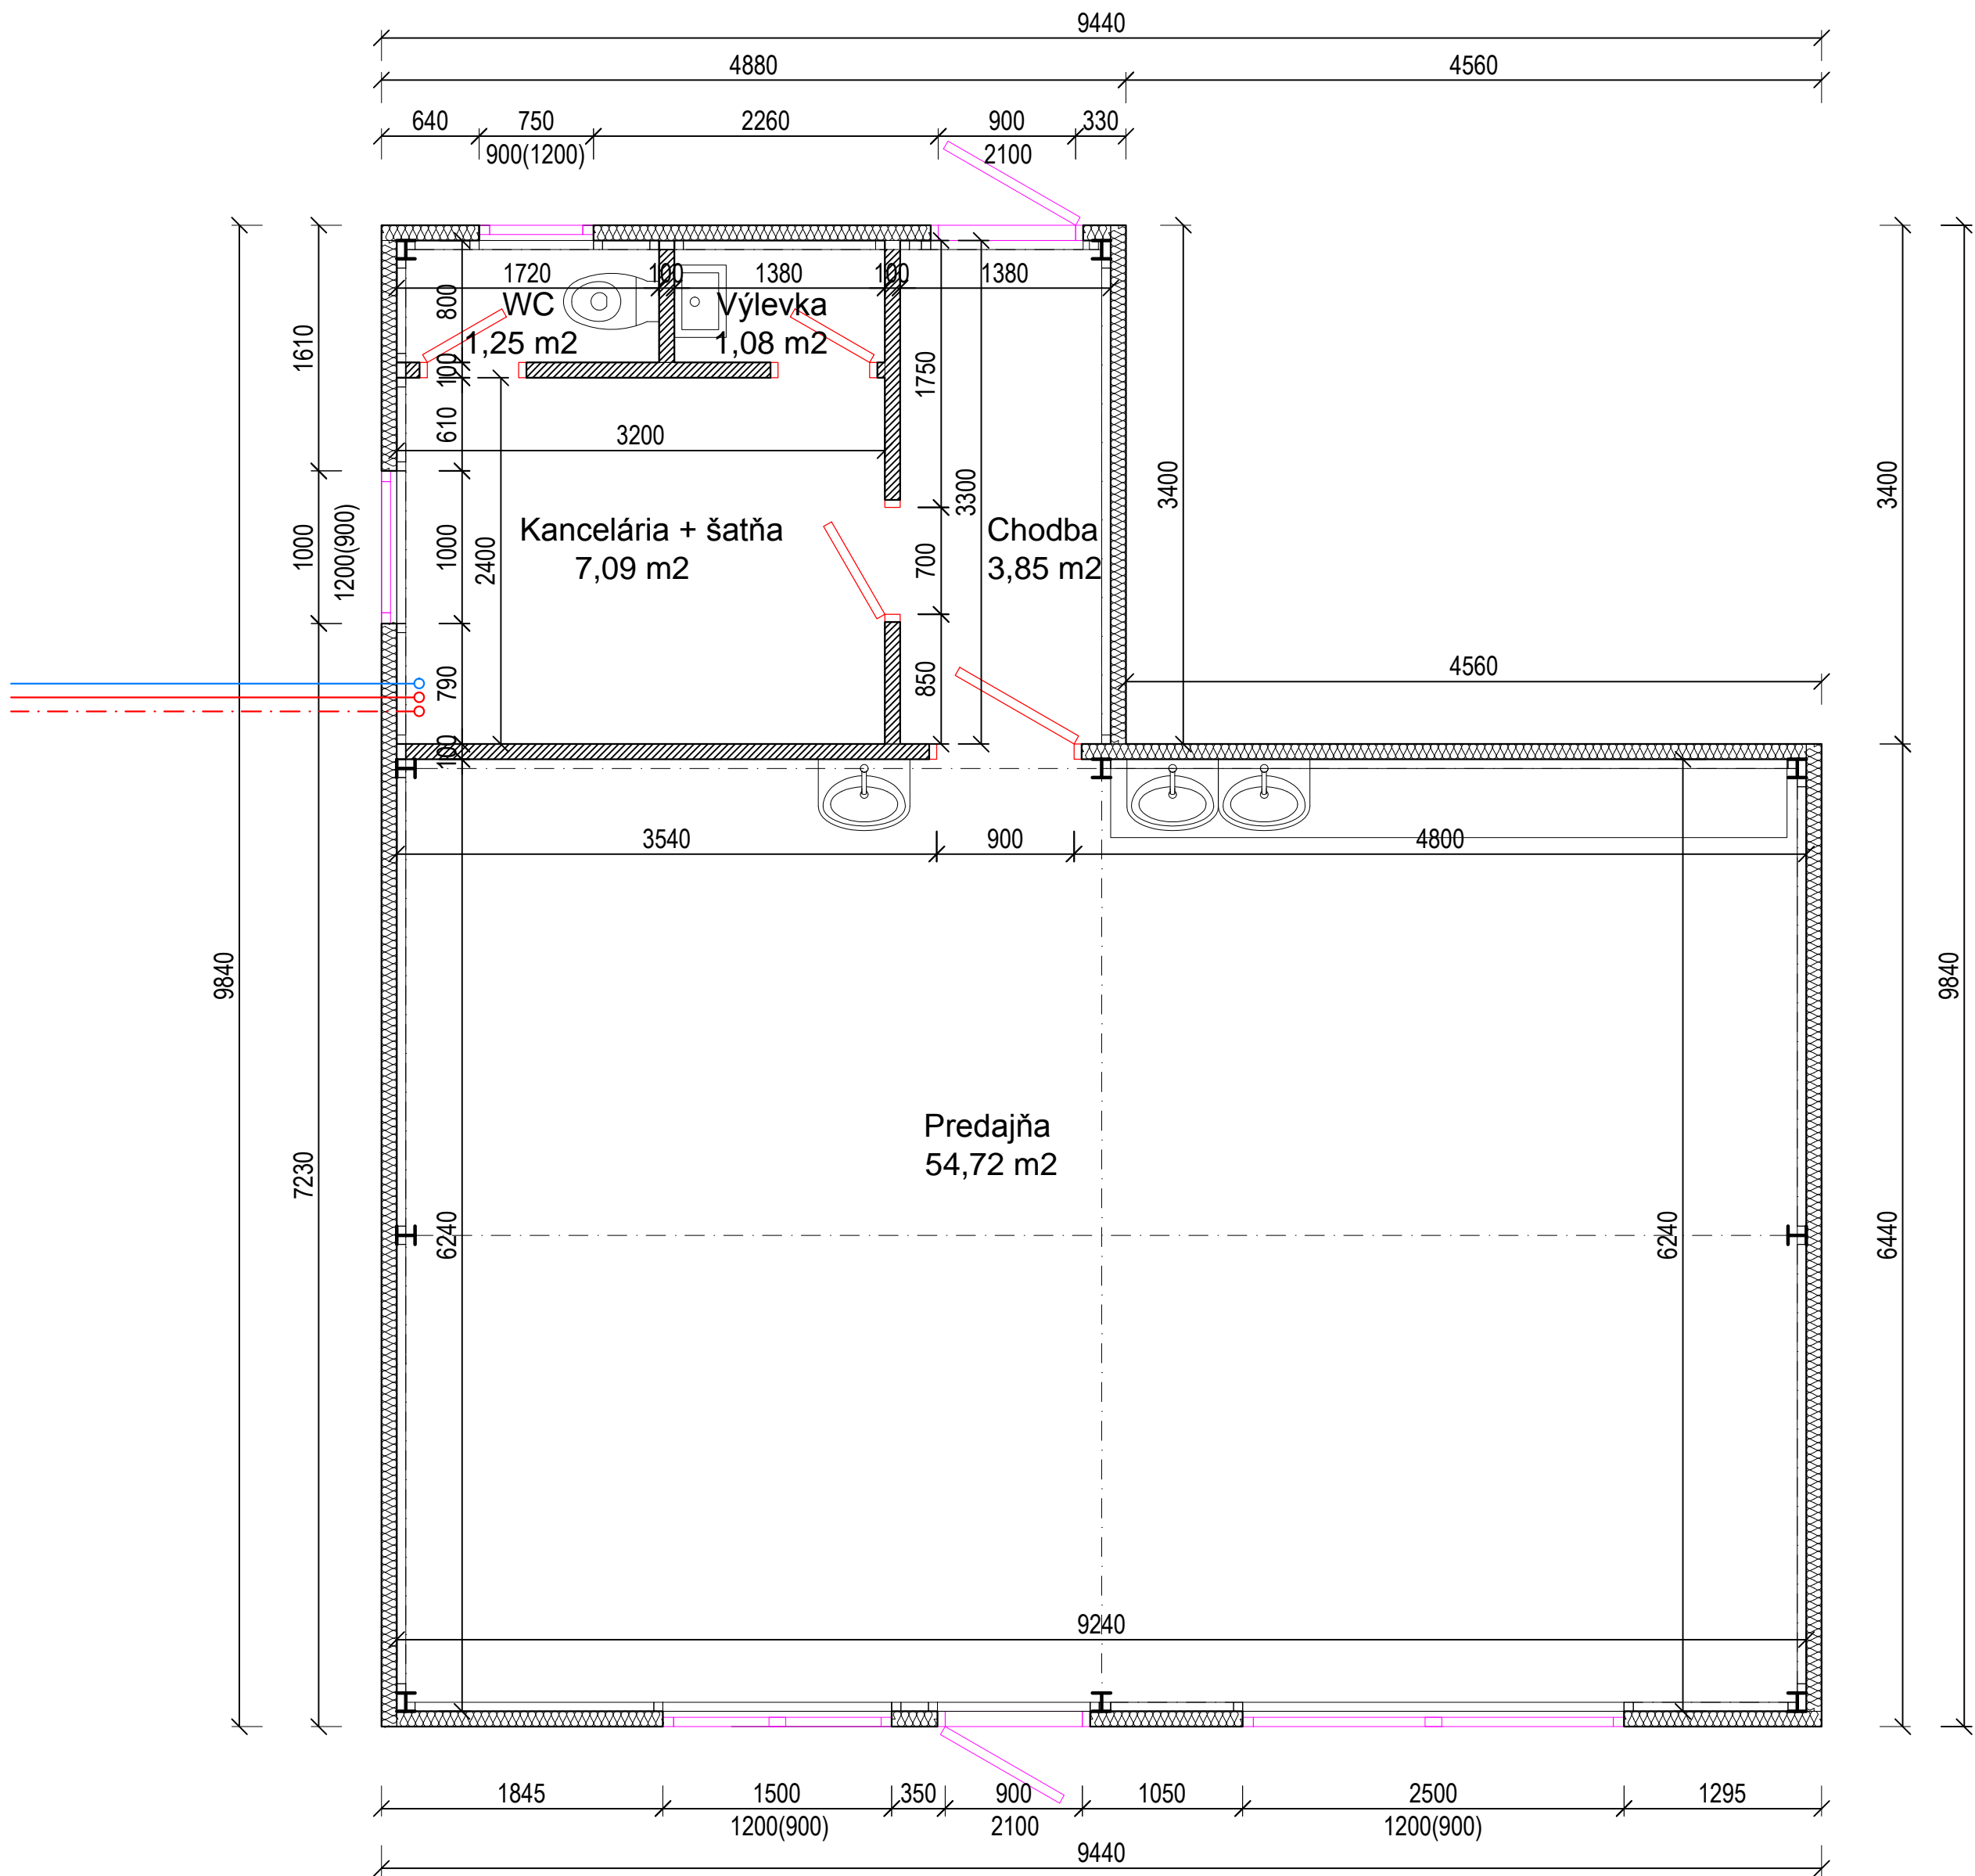 9440
4880 4560
640 750 2260 900 330
900(1200) 2100
1720 100 1380 100 1380
WC Výlevka
1,25 m2 1,08 m2
800
100
610
1000
790
100
1610
1000
1200(900)
7230
9840
2400
3200
1750
700
850
3300
3400
3400
6440
9840
Kancelária + šatňa
7,09 m2
Chodba
3,85 m2
4560
3540 900 4800
Predajňa
54,72 m2
6240
6240
9240
1845 1500 350 900 1050 2500 1295
1200(900) 2100 1200(900)
9440